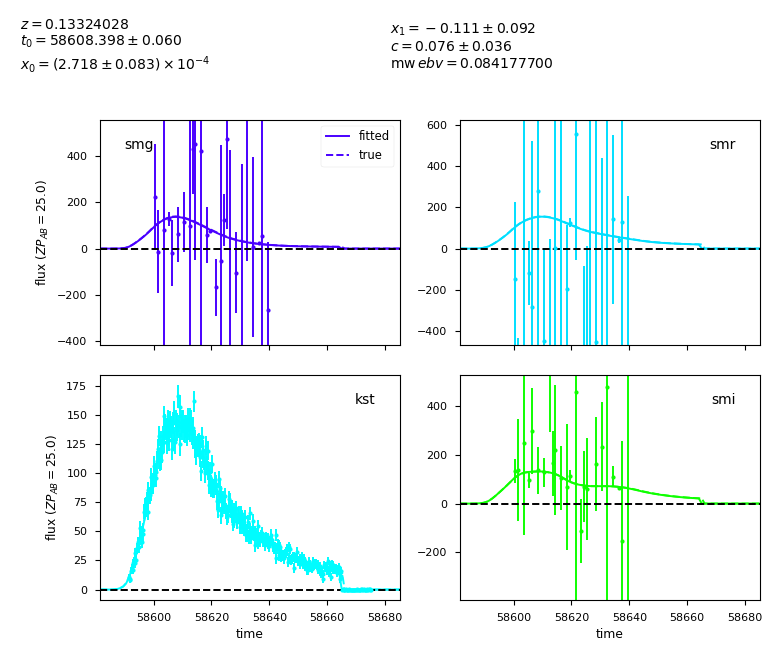 z = 0.13324028
t₀ = 58608.398 ± 0.060
x₀ = (2.718 ± 0.083) × 10⁻⁴
x₁ = −0.111 ± 0.092
c = 0.076 ± 0.036
mw ebv = 0.084177700
smg
fitted
true
400
200
0
−200
−400
flux (ZP_AB = 25.0)
smr
600
400
200
0
−200
−400
kst
175
150
125
100
75
50
25
0
flux (ZP_AB = 25.0)
58600 58620 58640 58660 58680
time
smi
400
200
0
−200
58600 58620 58640 58660 58680
time